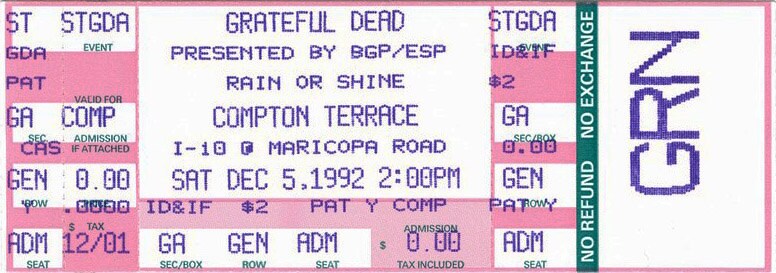 ST STGDA GRATEFUL DEAD STGDA
EVENT EVENT
GDA PRESENTED BY BGP/ESP ID&IF
PAT RAIN OR SHINE $2
VALID FOR
GA COMP COMPTON TERRACE GA
SEC. ADMISSION SEC/BOX
CAS IF ATTACHED I-10 @ MARICOPA ROAD 0.00
GEN 0.00 SAT DEC 5,1992 2:00PM GEN
ROW PRICE ROW
Y .0000 ID&IF $2 PAT Y COMP PAT Y
$ TAX ADMISSION
ADM 12/01 GA GEN ADM $ 0.00 ADM
SEAT SEC/BOX ROW SEAT TAX INCLUDED SEAT
NO REFUND NO EXCHANGE
GRN